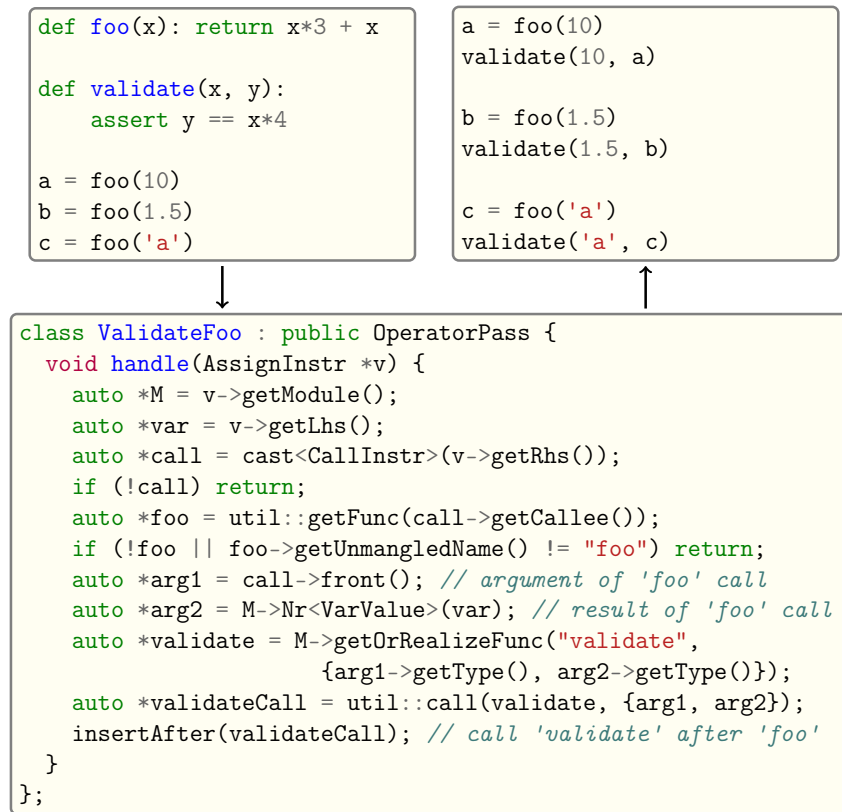 def foo(x): return x*3 + x
def validate(x, y):
    assert y == x*4
a = foo(10)
b = foo(1.5)
c = foo('a')
a = foo(10)
validate(10, a)
b = foo(1.5)
validate(1.5, b)
c = foo('a')
validate('a', c)
class ValidateFoo : public OperatorPass {
  void handle(AssignInstr *v) {
    auto *M = v->getModule();
    auto *var = v->getLhs();
    auto *call = cast<CallInstr>(v->getRhs());
    if (!call) return;
    auto *foo = util::getFunc(call->getCallee());
    if (!foo || foo->getUnmangledName() != "foo") return;
    auto *arg1 = call->front(); // argument of 'foo' call
    auto *arg2 = M->Nr<VarValue>(var); // result of 'foo' call
    auto *validate = M->getOrRealizeFunc("validate",
                     {arg1->getType(), arg2->getType()});
    auto *validateCall = util::call(validate, {arg1, arg2});
    insertAfter(validateCall); // call 'validate' after 'foo'
  }
};